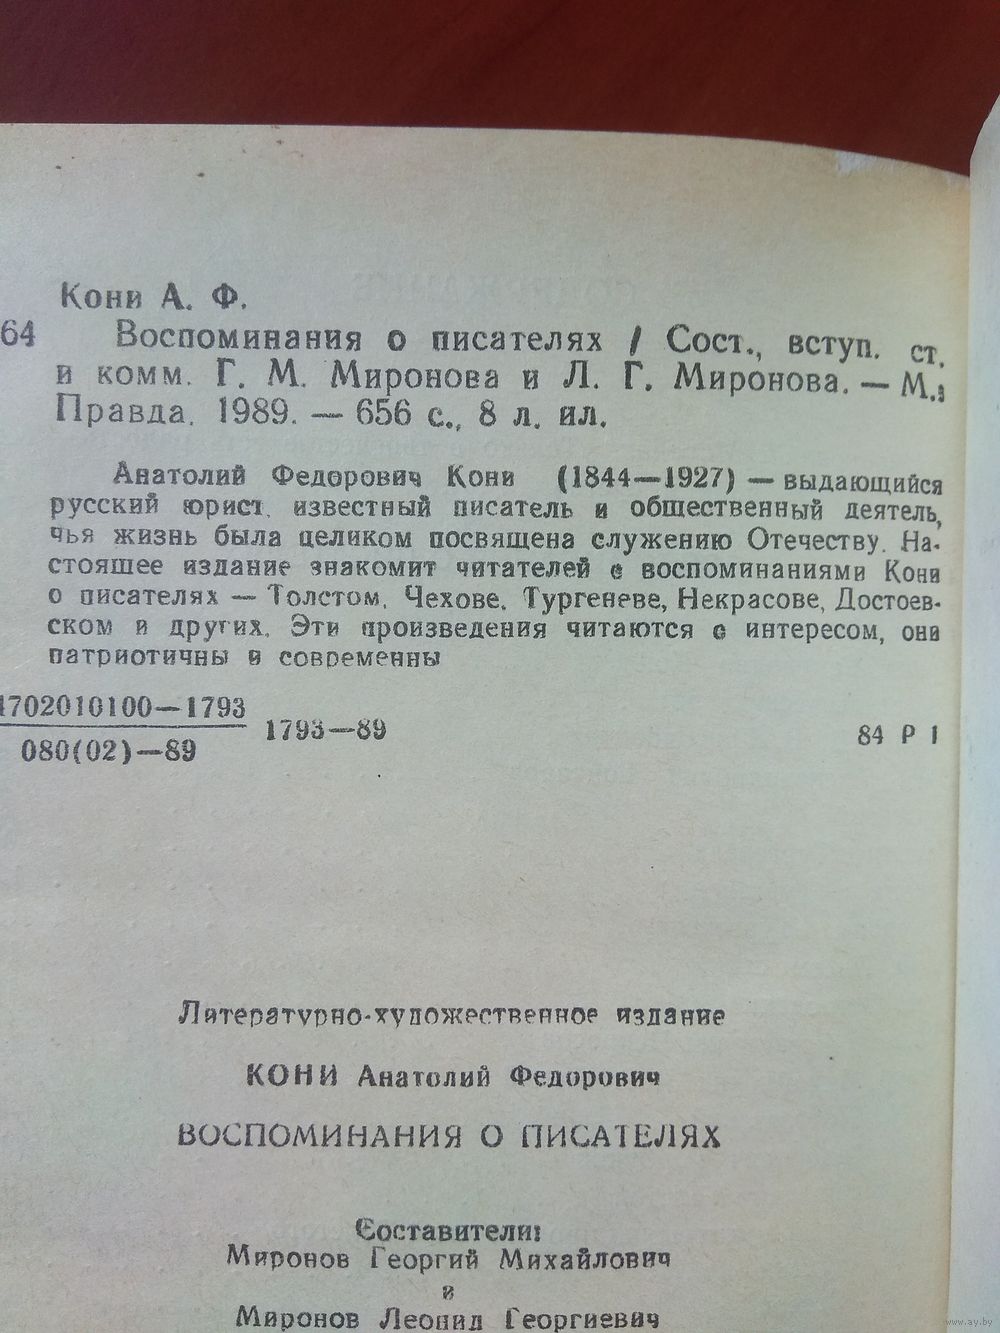 Кони А. Ф.
64 Воспоминания о писателях / Сост., вступ. ст.
и комм. Г. М. Миронова и Л. Г. Миронова. — М.:
Правда. 1989. — 656 с., 8 л. ил.
Анатолий Федорович Кони (1844—1927) — выдающийся
русский юрист, известный писатель и общественный деятель,
чья жизнь была целиком посвящена служению Отечеству. На-
стоящее издание знакомит читателей с воспоминаниями Кони
о писателях — Толстом, Чехове, Тургеневе, Некрасове, Достоев-
ском и других. Эти произведения читаются с интересом, они
патриотичны и современны
4702010100—1793
080(02)—89
1793—89
84 Р 1
Литературно-художественное издание
КОНИ Анатолий Федорович
ВОСПОМИНАНИЯ О ПИСАТЕЛЯХ
Составители:
Миронов Георгий Михайлович
и
Миронов Леонид Георгиевич
www.ay.by